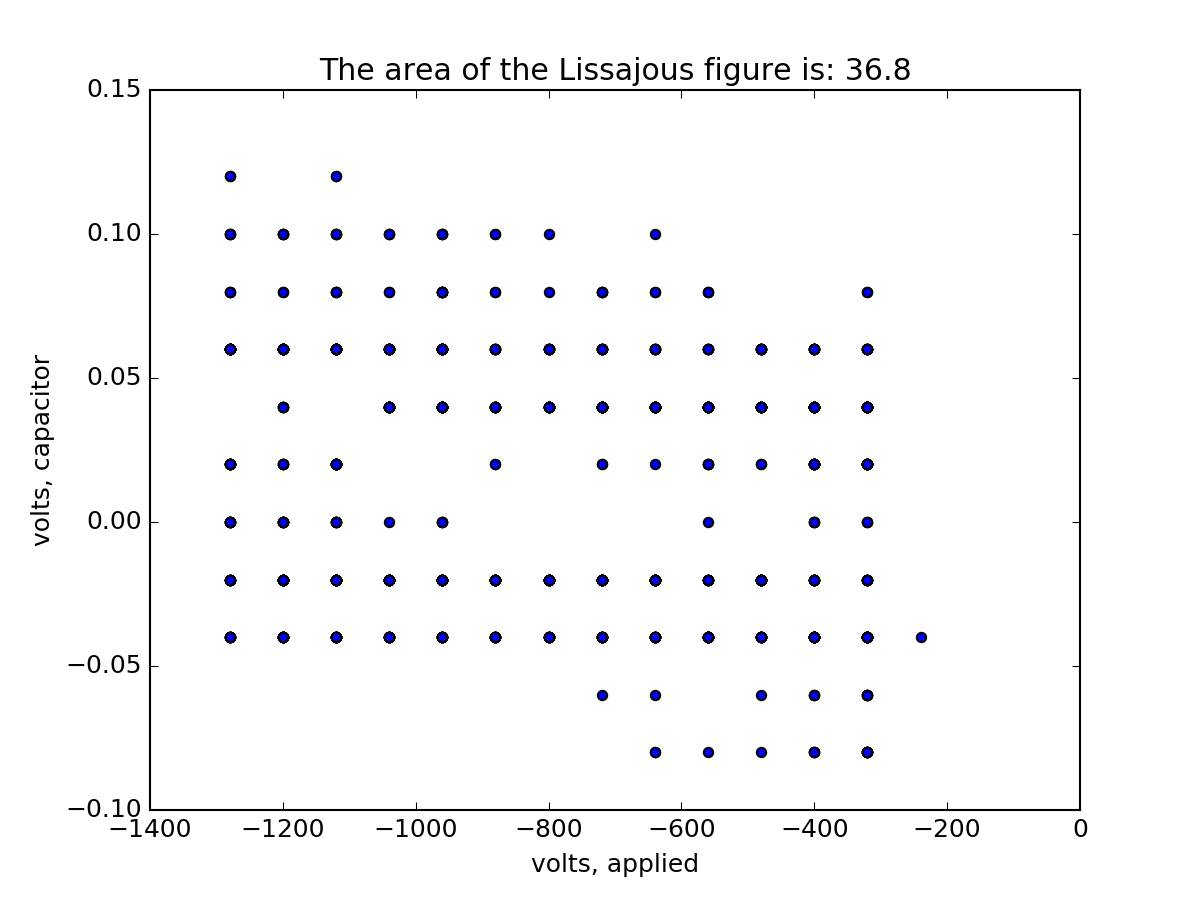 The area of the Lissajous figure is: 36.8
0.15
0.10
0.05
0.00
−0.05
−0.10
−1400 −1200 −1000 −800 −600 −400 −200 0
volts, applied
volts, capacitor